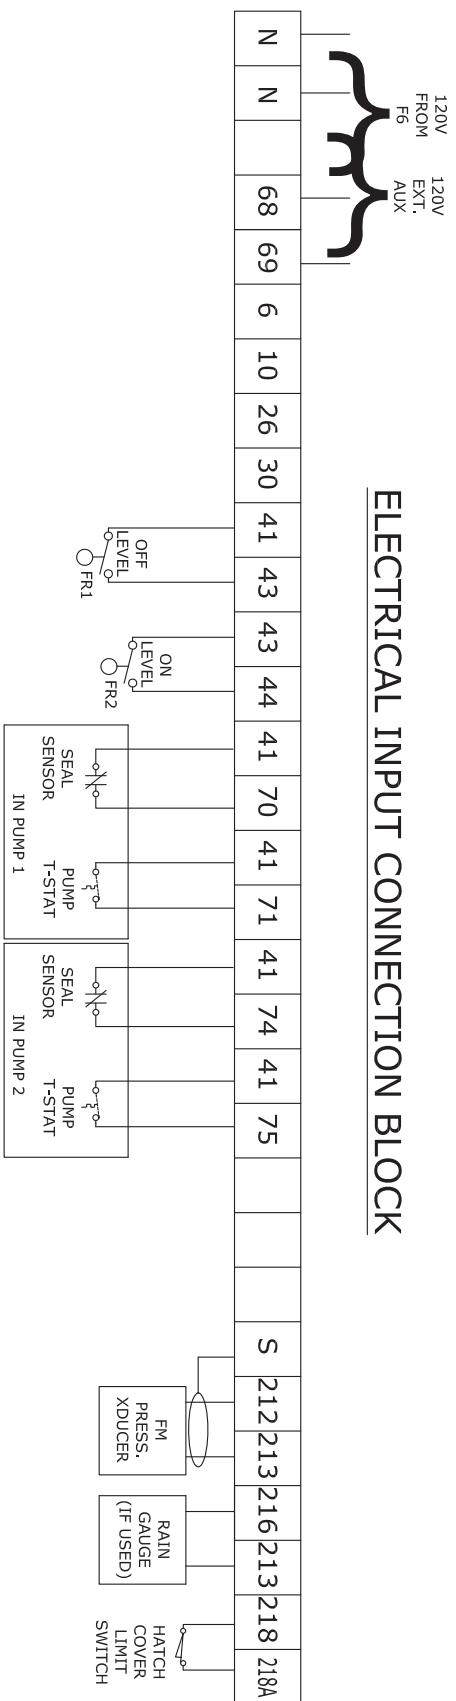 ELECTRICAL INPUT CONNECTION BLOCK
120V
FROM
F6
120V
EXT.
AUX
N
N
68
69
6
10
26
30
41
43
43
44
41
70
41
71
41
74
41
75
S
212
213
216
213
218
218A
OFF
LEVEL
FR1
ON
LEVEL
FR2
SEAL
SENSOR
PUMP
T-STAT
IN PUMP 1
SEAL
SENSOR
PUMP
T-STAT
IN PUMP 2
FM
PRESS.
XDUCER
RAIN
GAUGE
(IF USED)
HATCH
COVER
LIMIT
SWITCH